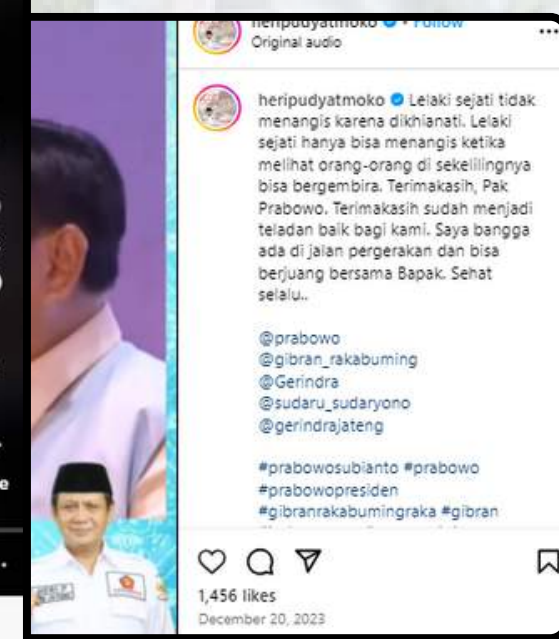 heripudyatmoko • Follow
Original audio
heripudyatmoko Lelaki sejati tidak
menangis karena dikhianati. Lelaki
sejati hanya bisa menangis ketika
melihat orang-orang di sekelilingnya
bisa bergembira. Terimakasih, Pak
Prabowo. Terimakasih sudah menjadi
teladan baik bagi kami. Saya bangga
ada di jalan pergerakan dan bisa
berjuang bersama Bapak. Sehat
selalu..
@prabowo
@gibran_rakabuming
@Gerindra
@sudaru_sudaryono
@gerindrajateng
#prabowosubianto #prabowo
#prabowopresiden
#gibranrakabumingraka #gibran
1,456 likes
December 20, 2023